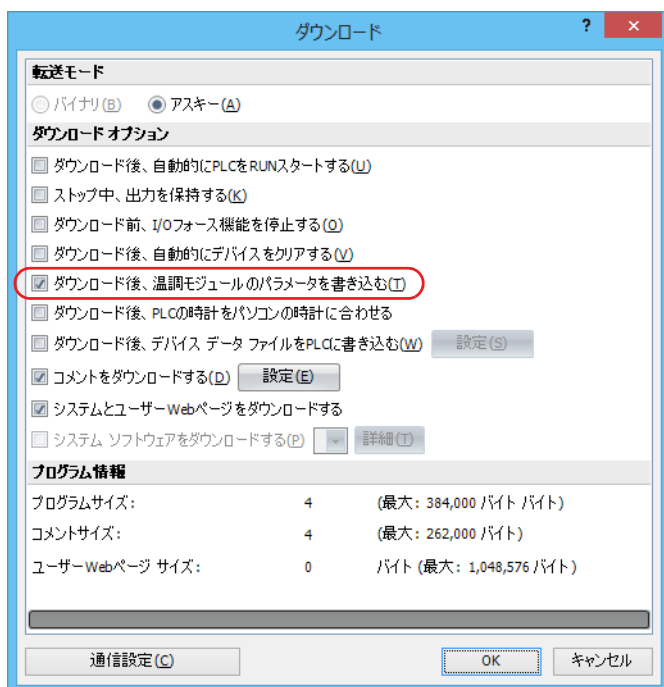 ダウンロード ? ×
転送モード
バイナリ(B) アスキー(A)
ダウンロード オプション
ダウンロード後、自動的にPLCをRUNスタートする(U)
ストップ中、出力を保持する(K)
ダウンロード前、I/Oフォース機能を停止する(O)
ダウンロード後、自動的にデバイスをクリアする(V)
ダウンロード後、温調モジュールのパラメータを書き込む(T)
ダウンロード後、PLCの時計をパソコンの時計に合わせる
ダウンロード後、デバイス データ ファイルをPLCに書き込む(W) 設定(S)
コメントをダウンロードする(D) 設定(E)
システムとユーザーWebページをダウンロードする
システム ソフトウェアをダウンロードする(P) 詳細(T)
プログラム情報
プログラムサイズ: 4 (最大: 384,000 バイト バイト)
コメントサイズ: 4 (最大: 262,000 バイト)
ユーザーWebページ サイズ: 0 バイト (最大: 1,048,576 バイト)
通信設定(C) OK キャンセル